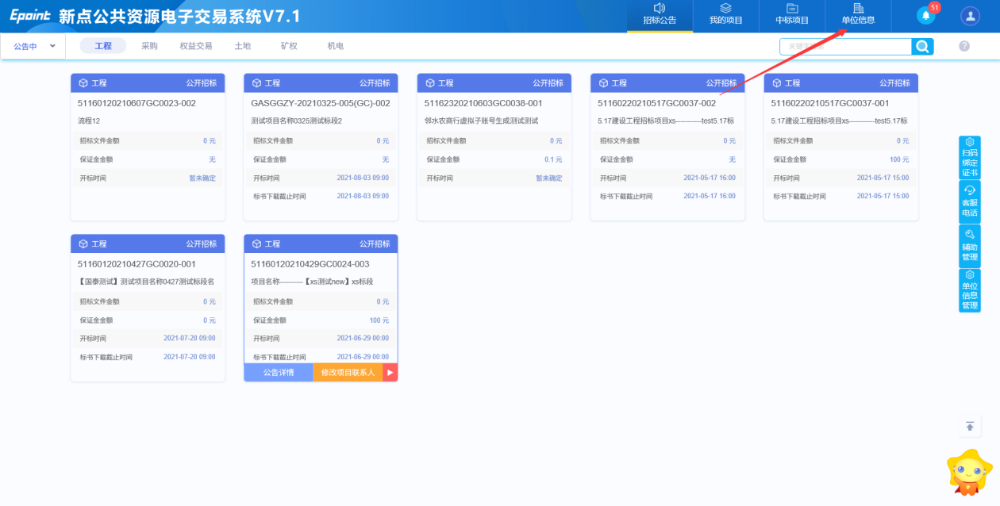 Epoint 新点公共资源电子交易系统V7.1
招标公告
我的项目
中标项目
单位信息
51
公告中
工程
采购
权益交易
土地
矿权
机电
工程 公开招标
51160120210607GC0023-002
流程12
招标文件金额 0 元
保证金金额 无
开标时间 暂未确定
工程 公开招标
GASGGZY-20210325-005(GC)-002
测试项目名称0325测试标段2
招标文件金额 0 元
保证金金额 无
开标时间 2021-08-03 09:00
标书下载截止时间 2021-08-03 09:00
工程 公开招标
51162320210603GC0038-001
邻水农商行虚拟子账号生成测试测试
招标文件金额 0 元
保证金金额 0.1 元
开标时间 暂未确定
工程 公开招标
51160220210517GC0037-002
5.17建设工程招标项目xs-----------test5.17标
招标文件金额 0 元
保证金金额 无
开标时间 2021-05-17 16:00
标书下载截止时间 2021-05-17 16:00
工程 公开招标
51160220210517GC0037-001
5.17建设工程招标项目xs-----------test5.17标
招标文件金额 0 元
保证金金额 100 元
开标时间 2021-05-17 15:00
标书下载截止时间 2021-05-17 15:00
工程 公开招标
51160120210427GC0020-001
【国泰测试】测试项目名称0427测试标段名
招标文件金额 0 元
保证金金额 0 元
开标时间 2021-07-20 09:00
标书下载截止时间 2021-07-20 09:00
工程 公开招标
51160120210429GC0024-003
项目名称----------【xs测试new】xs标段
招标文件金额 0 元
保证金金额 100 元
开标时间 2021-06-29 00:00
标书下载截止时间 2021-06-29 00:00
公告详情 修改项目联系人
扫码
绑定
证书
客服
电话
辅助
管理
单位
信息
管理